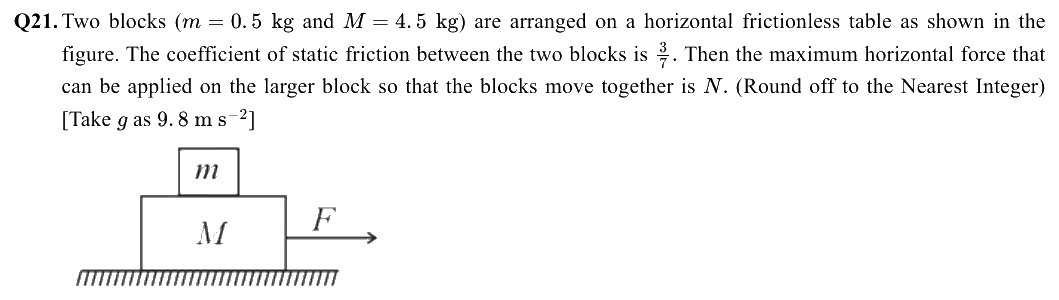 Q21. Two blocks (m = 0.5 kg and M = 4.5 kg) are arranged on a horizontal frictionless table as shown in the
figure. The coefficient of static friction between the two blocks is 3/7. Then the maximum horizontal force that
can be applied on the larger block so that the blocks move together is N. (Round off to the Nearest Integer)
[Take g as 9.8 m s⁻²]
m
M
F